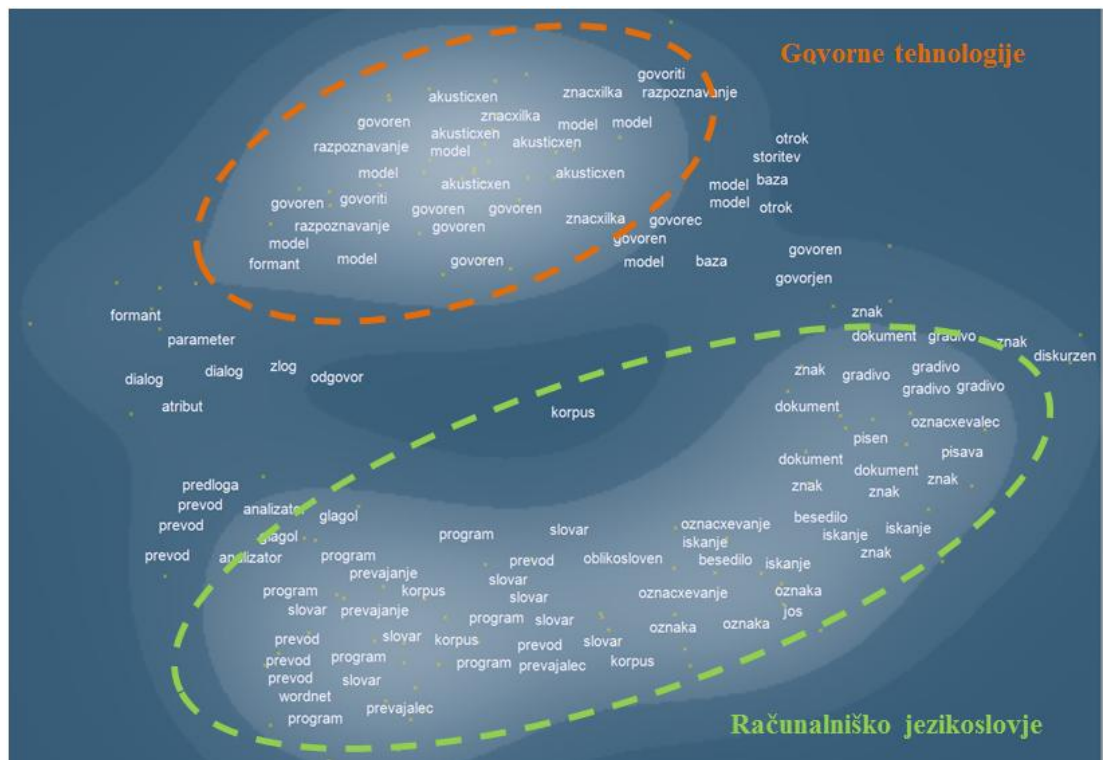 Govorne tehnologije
govoriti
akusticxen znacxilka razpoznavanje
znacxilka
govoren model model
akusticxen otrok
razpoznavanje model akusticxen
storitev
model akusticxen
akusticxen model baza
govoren govoriti model otrok
govoren govoren
razpoznavanje govoren znacxilka govorec
model govoren
govoren
formant model govoren model baza
govorjen
formant znak
parameter dokument gradivo znak
diskurzen
dialog dialog zlog odgovor znak gradivo gradivo
gradivo gradivo
atribut korpus dokument
oznacxevalec
pisen
dokument pisava
predloga dokument znak
prevod analizator znak znak
glagol besedilo
prevod glagol program slovar oznacxevanje iskanje
iskanje iskanje
prevod analizator program prevod oblikosloven besedilo iskanje znak
prevajanje slovar
program korpus slovar oznacxevanje oznaka
slovar prevajanje program slovar jos
oznaka oznaka
prevod slovar korpus prevod slovar
prevod program program prevajalec korpus
prevod slovar
wordnet
program prevajalec
Računalniško jezikoslovje